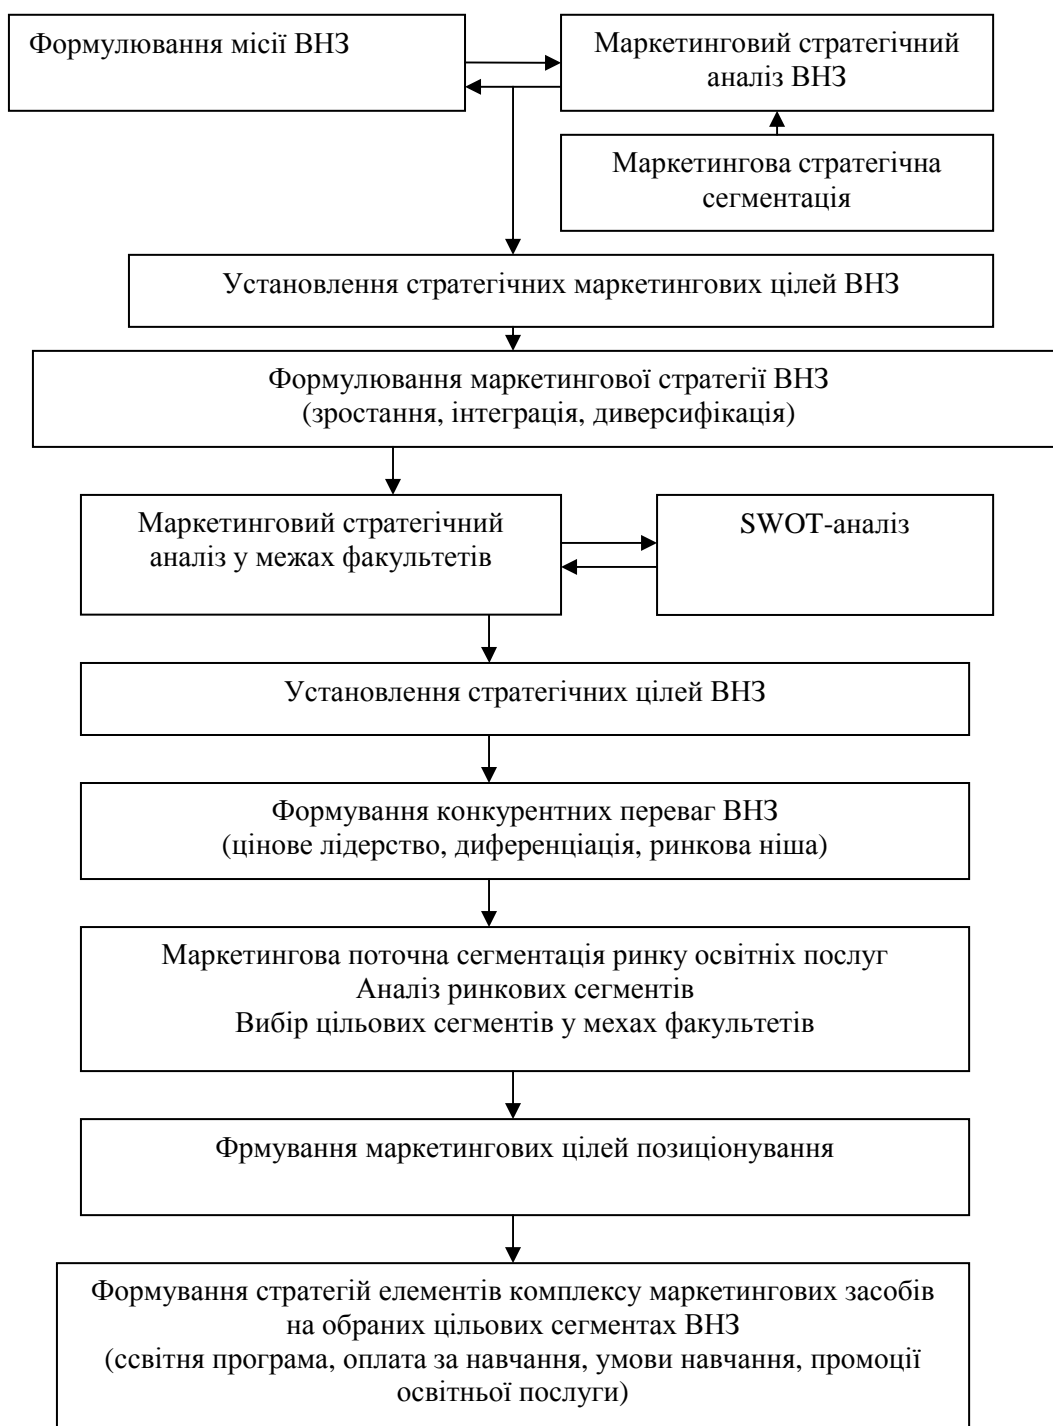 Формулювання місії ВНЗ
Маркетинговий стратегічний
аналіз ВНЗ
Маркетингова стратегічна
сегментація
Установлення стратегічних маркетингових цілей ВНЗ
Формулювання маркетингової стратегії ВНЗ
(зростання, інтеграція, диверсифікація)
Маркетинговий стратегічний
аналіз у межах факультетів
SWOT-аналіз
Установлення стратегічних цілей ВНЗ
Формування конкурентних переваг ВНЗ
(цінове лідерство, диференціація, ринкова ніша)
Маркетингова поточна сегментація ринку освітніх послуг
Аналіз ринкових сегментів
Вибір цільових сегментів у мехах факультетів
Фрмування маркетингових цілей позиціонування
Формування стратегій елементів комплексу маркетингових засобів
на обраних цільових сегментах ВНЗ
(ссвітня програма, оплата за навчання, умови навчання, промоції
освітньої послуги)